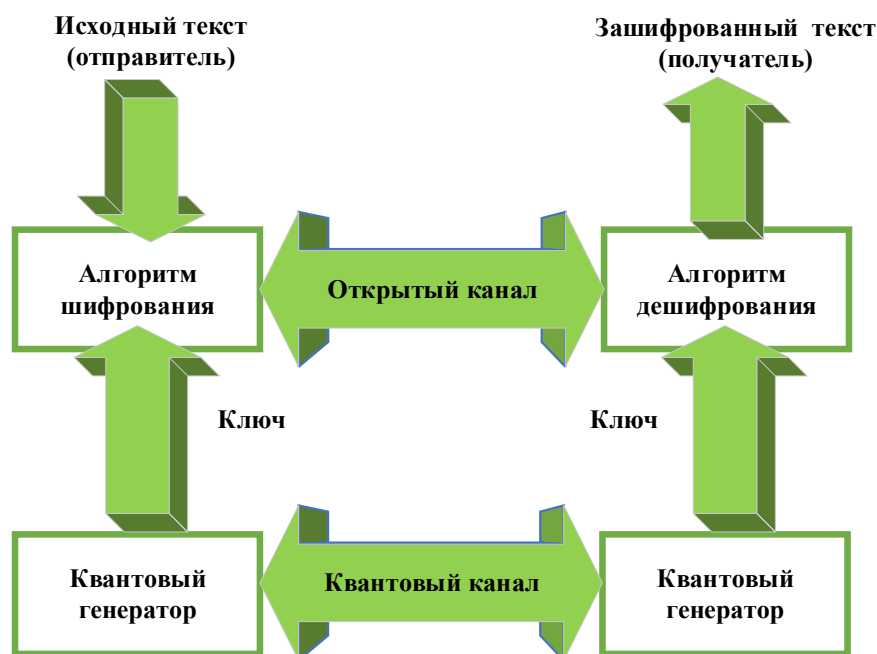 Исходный текст
(отправитель)
Зашифрованный текст
(получатель)
Алгоритм
шифрования
Открытый канал
Алгоритм
дешифрования
Ключ
Ключ
Квантовый
генератор
Квантовый канал
Квантовый
генератор